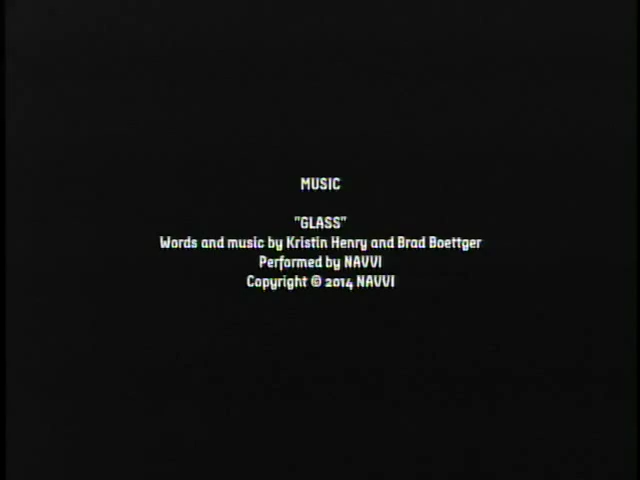 MUSIC
"GLASS"
Words and music by Kristin Henry and Brad Boettger
Performed by NAVVI
Copyright © 2014 NAVVI